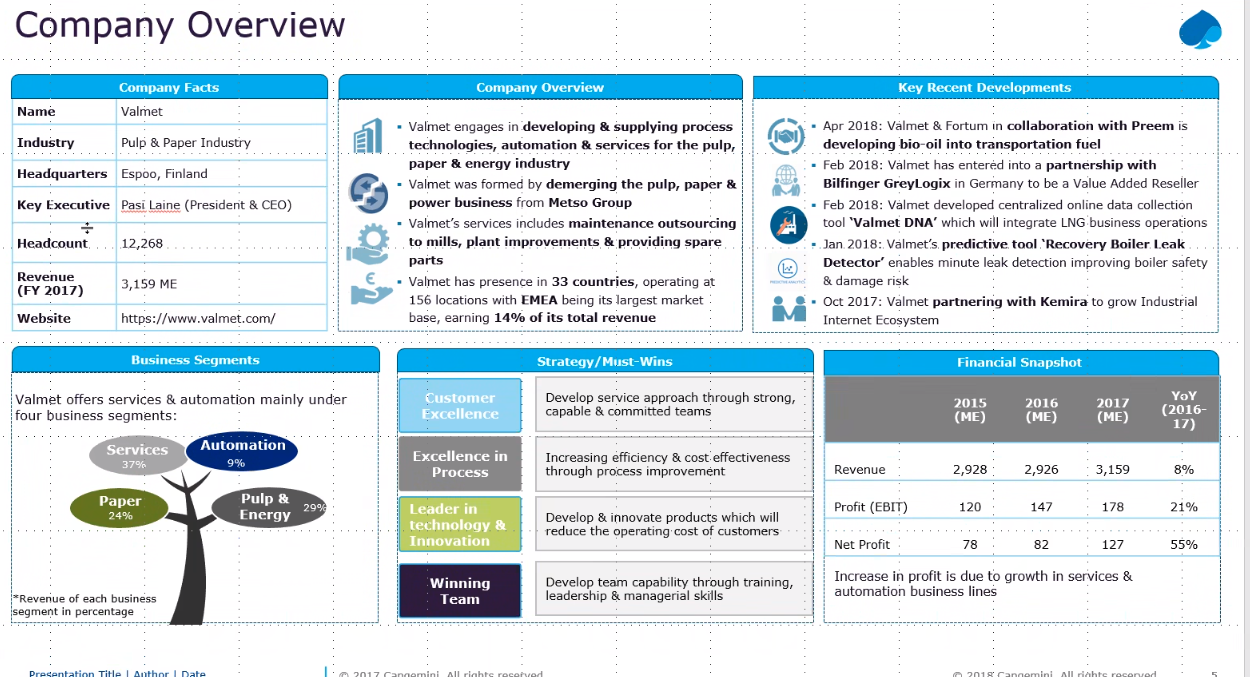 Company Overview
Company Facts
Name Valmet
Industry Pulp & Paper Industry
Headquarters Espoo, Finland
Key Executive Pasi Laine (President & CEO)
Headcount 12,268
Revenue
(FY 2017) 3,159 ME
Website https://www.valmet.com/
Company Overview
▪ Valmet engages in developing & supplying process
technologies, automation & services for the pulp,
paper & energy industry
▪ Valmet was formed by demerging the pulp, paper &
power business from Metso Group
▪ Valmet's services includes maintenance outsourcing
to mills, plant improvements & providing spare
parts
▪ Valmet has presence in 33 countries, operating at
156 locations with EMEA being its largest market
base, earning 14% of its total revenue
Key Recent Developments
▪ Apr 2018: Valmet & Fortum in collaboration with Preem is
developing bio-oil into transportation fuel
▪ Feb 2018: Valmet has entered into a partnership with
Bilfinger GreyLogix in Germany to be a Value Added Reseller
▪ Feb 2018: Valmet developed centralized online data collection
tool 'Valmet DNA' which will integrate LNG business operations
▪ Jan 2018: Valmet's predictive tool 'Recovery Boiler Leak
Detector' enables minute leak detection improving boiler safety
& damage risk
▪ Oct 2017: Valmet partnering with Kemira to grow Industrial
Internet Ecosystem
Business Segments
Valmet offers services & automation mainly under
four business segments:
Services
37%
Automation
9%
Paper
24%
Pulp &
Energy 29%
*Revenue of each business
segment in percentage
Strategy/Must-Wins
Customer
Excellence
Develop service approach through strong,
capable & committed teams
Excellence in
Process
Increasing efficiency & cost effectiveness
through process improvement
Leader in
technology &
Innovation
Develop & innovate products which will
reduce the operating cost of customers
Winning
Team
Develop team capability through training,
leadership & managerial skills
Financial Snapshot
2015
(ME)
2016
(ME)
2017
(ME)
YoY
(2016-
17)
Revenue 2,928 2,926 3,159 8%
Profit (EBIT) 120 147 178 21%
Net Profit 78 82 127 55%
Increase in profit is due to growth in services &
automation business lines
Presentation Title | Author | Date
© 2017 Capgemini. All rights reserved.
© 2018 Capgemini. All rights reserved.
5